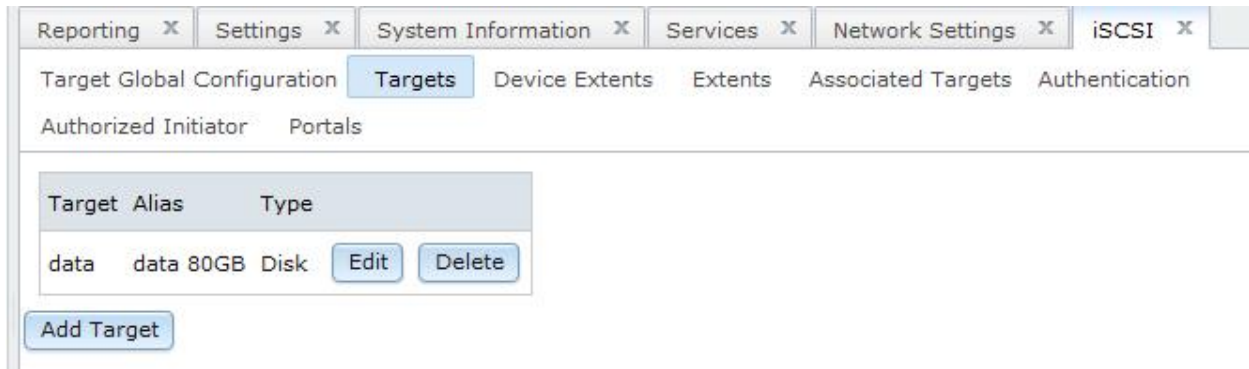 Reporting X Settings X System Information X Services X Network Settings X iSCSI X
Target Global Configuration Targets Device Extents Extents Associated Targets Authentication
Authorized Initiator Portals
Target Alias Type
data data 80GB Disk Edit Delete
Add Target